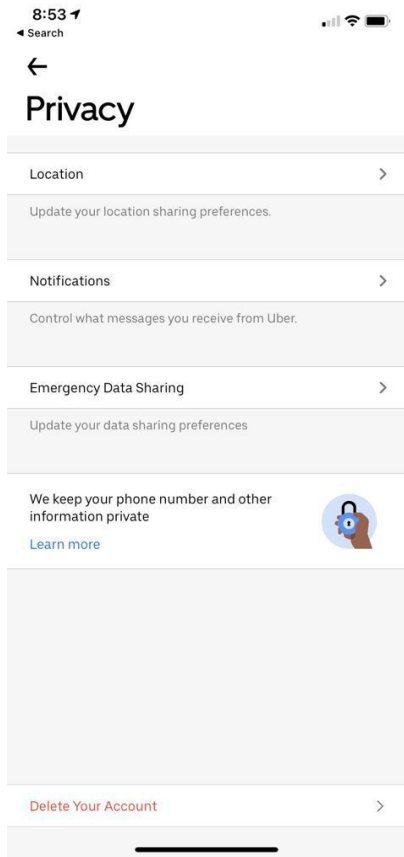 8:53
Search
Privacy
Location
Update your location sharing preferences.
Notifications
Control what messages you receive from Uber.
Emergency Data Sharing
Update your data sharing preferences
We keep your phone number and other
information private
Learn more
Delete Your Account